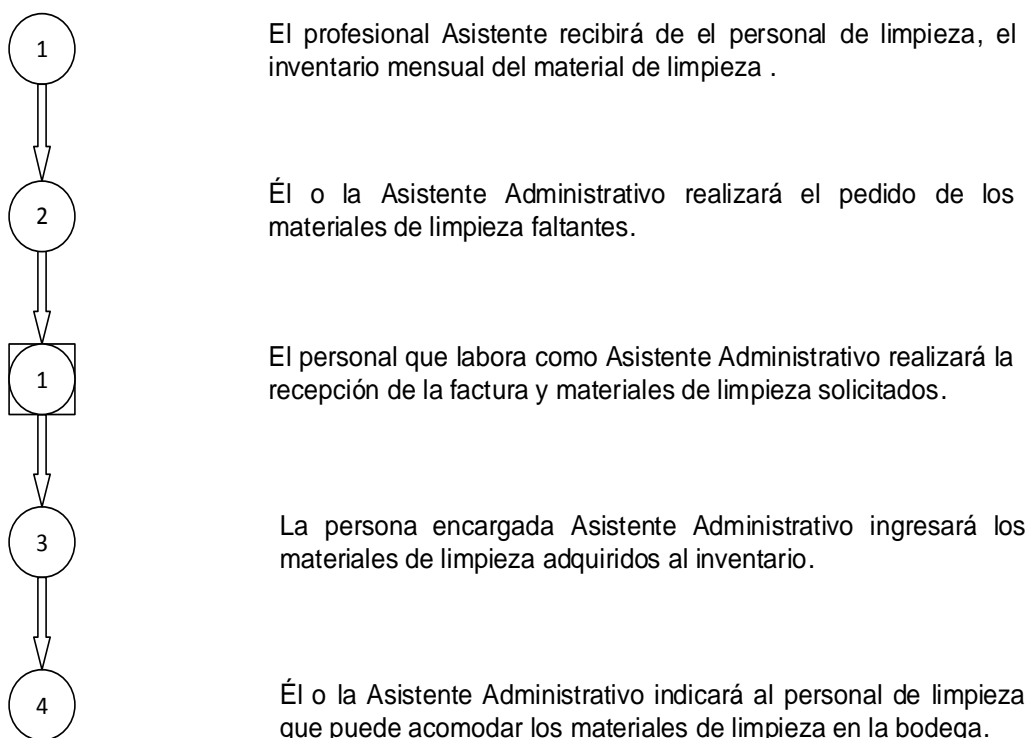 1
El profesional Asistente recibirá de el personal de limpieza, el
inventario mensual del material de limpieza .
2
Él o la Asistente Administrativo realizará el pedido de los
materiales de limpieza faltantes.
1
El personal que labora como Asistente Administrativo realizará la
recepción de la factura y materiales de limpieza solicitados.
3
La persona encargada Asistente Administrativo ingresará los
materiales de limpieza adquiridos al inventario.
4
Él o la Asistente Administrativo indicará al personal de limpieza
que puede acomodar los materiales de limpieza en la bodega.